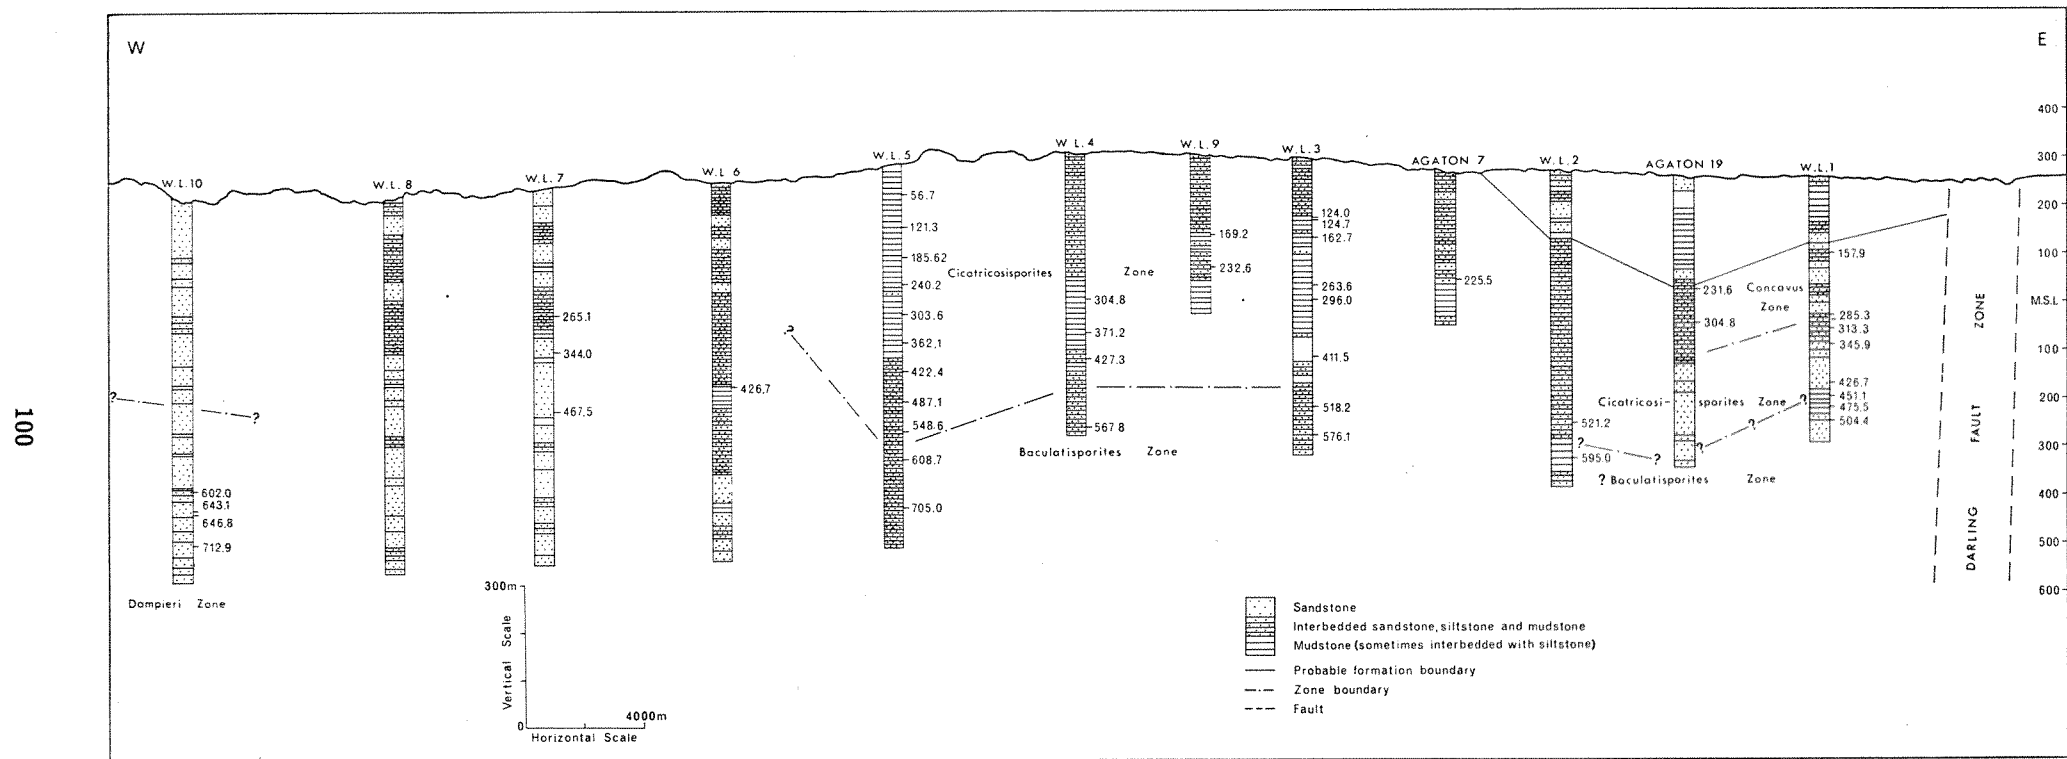 W
E
W.L.10
W.L. 8
W.L. 7
W.L 6
W.L.5
W L. 4
W.L.9
W.L.3
AGATON 7
W.L.2
AGATON 19
W.L.1
400
300
200
100
M.S.L
100
200
300
400
500
600
602.0
643.1
646.8
712.9
Dampieri Zone
265.1
344.0
467.5
426.7
56.7
121.3
185.62
240.2
303.6
362.1
422.4
487.1
548.6
608.7
705.0
Cicatricosisporites Zone
304.8
371.2
427.3
567.8
Baculatisporites Zone
169.2
232.6
124.0
124.7
162.7
263.6
296.0
411.5
518.2
576.1
225.5
521.2
595.0
231.6
304.8
Concavus
Zone
Cicatricosi- sporites Zone
? Baculatisporites Zone
157.9
285.3
313.3
345.9
426.7
451.1
475.5
504.4
?
?
?
?
?
?
?
?
DARLING FAULT ZONE
300m
Vertical Scale
0
4000m
Horizontal Scale
Sandstone
Interbedded sandstone, siltstone and mudstone
Mudstone (sometimes interbedded with siltstone)
Probable formation boundary
Zone boundary
Fault
100